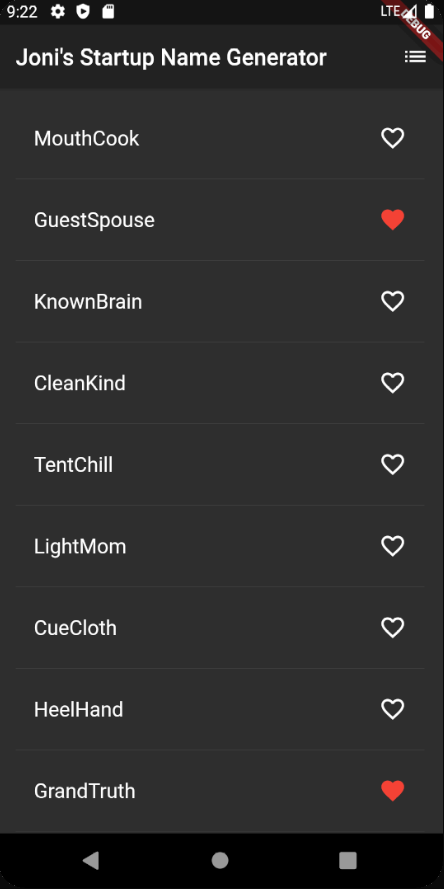 9:22
LTE
DEBUG
Joni's Startup Name Generator
MouthCook
GuestSpouse
KnownBrain
CleanKind
TentChill
LightMom
CueCloth
HeelHand
GrandTruth